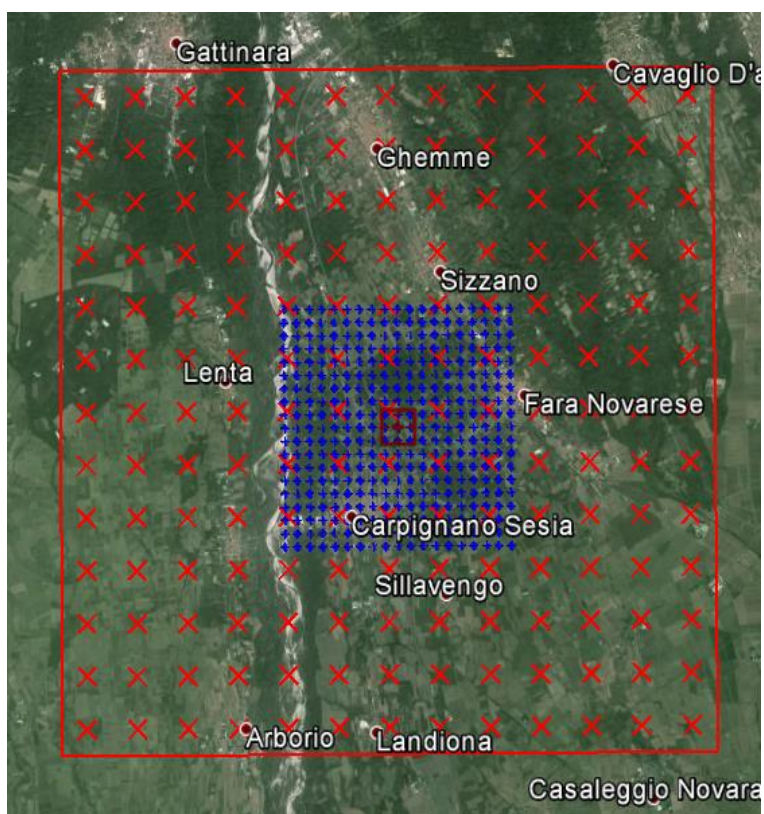 Gattinara
Cavaglio D'a
Ghemme
Sizzano
Lenta
Fara Novarese
Carpignano Sesia
Sillavengo
Arborio
Landiona
Casaleggio Novara